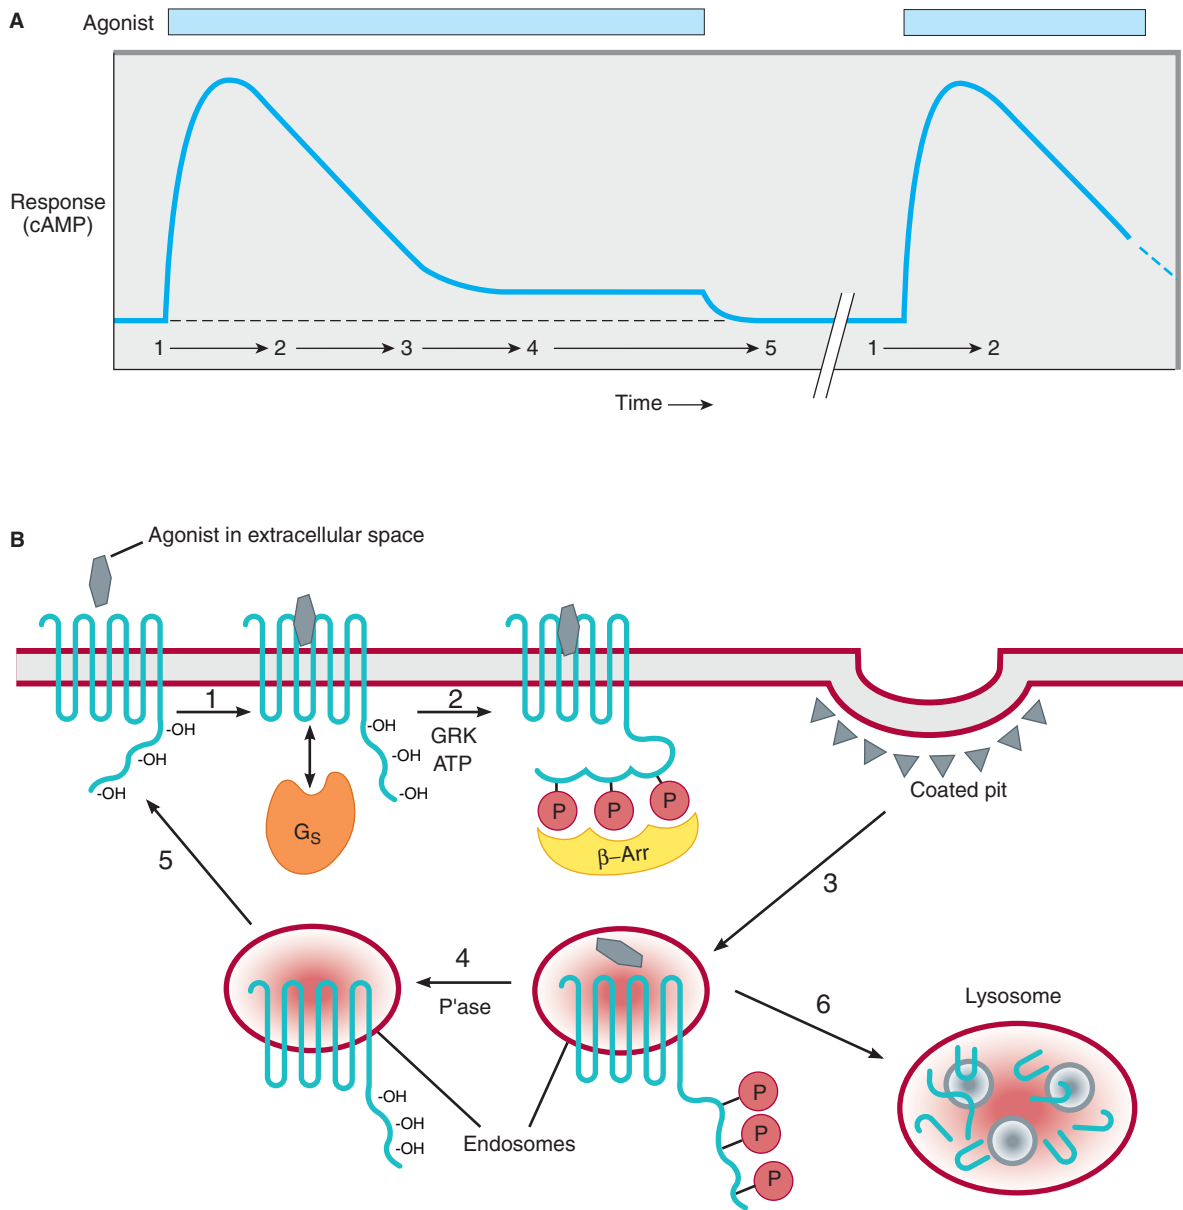 A
Agonist
Response
(cAMP)
1 2 3 4 5 1 2
Time
B
Agonist in extracellular space
1
2
-OH
-OH
-OH
-OH
-OH
-OH
GRK
ATP
GS
P P P
β–Arr
Coated pit
3
5
4
P'ase
6
Lysosome
-OH
-OH
-OH
Endosomes
P
P
P